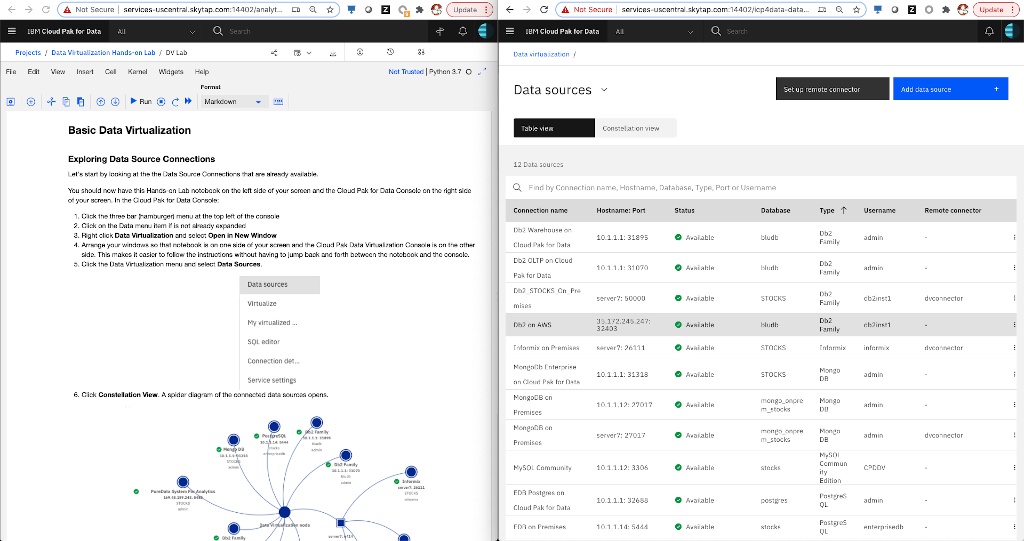 Not Secure | services-uscentral.skytap.com:14402/analyt...
Update
IBM Cloud Pak for Data
All
Search
Projects / Data Virtualization Hands-on Lab / DV Lab
File Edit View Insert Cell Kernel Widgets Help
Not Trusted | Python 3.7
Format
Run
Markdown
Basic Data Virtualization
Exploring Data Source Connections
Let's start by looking at the the Data Source Connections that are already available.
You should now have this Hands-on Lab notebook on the left side of your screen and the Cloud Pak for Data Console on the right side
of your screen. In the Cloud Pak for Data Console:
1. Click the three bar (hamburger) menu at the top left of the console
2. Click on the Data menu item if is not already expanded
3. Right click Data Virtualization and select Open in New Window
4. Arrange your windows so that notebook is on one side of your screen and the Cloud Pak Data Virtualization Console is on the other
side. This makes it easier to follow the instructions without having to jump back and forth between the notebook and the console.
5. Click the Data Virtualization menu and select Data Sources.
Data sources
Virtualize
My virtualized ...
SQL editor
Connection det...
Service settings
6. Click Constellation View. A spider diagram of the connected data sources opens.
PostgreSQL
Db2 Family
Mongo DB
Db2 Family
Informix
PureData System For Analytics
Data Virtualization node
Db2 Family
Not Secure | services-uscentral.skytap.com:14402/icp4data-data...
Update
IBM Cloud Pak for Data
All
Search
Data virtualization /
Data sources
Set up remote connector
Add data source +
Table view
Constellation view
12 Data sources
Find by Connection name, Hostname, Database, Type, Port or Username
Connection name Hostname: Port Status Database Type ↑ Username Remote connector
Db2 Warehouse on
Cloud Pak for Data 10.1.1.1: 31895 Available bludb Db2 Family admin -
Db2 OLTP on Cloud
Pak for Data 10.1.1.1: 31070 Available bludb Db2 Family admin -
Db2_STOCKS_On_Pre
mises server7: 50000 Available STOCKS Db2 Family db2inst1 dvconnector
Db2 on AWS 35.172.245.247: 32403 Available bludb Db2 Family db2inst1 -
Informix on Premises server7: 26111 Available STOCKS Informix informix dvconnector
MongoDb Enterprise
on Cloud Pak for Data 10.1.1.1: 31318 Available STOCKS Mongo DB admin -
MongoDB on
Premises 10.1.1.12: 27017 Available mongo_onpre m_stocks Mongo DB admin -
MongoDB on
Premises server7: 27017 Available mongo_onpre m_stocks Mongo DB admin dvconnector
MySQL Community 10.1.1.12: 3306 Available stocks MySQL Commun ity Edition CPDDV -
EDB Postgres on
Cloud Pak for Data 10.1.1.1: 32688 Available postgres PostgreS QL admin -
EDB on Premises 10.1.1.14: 5444 Available stocks PostgreS QL enterprisedb -